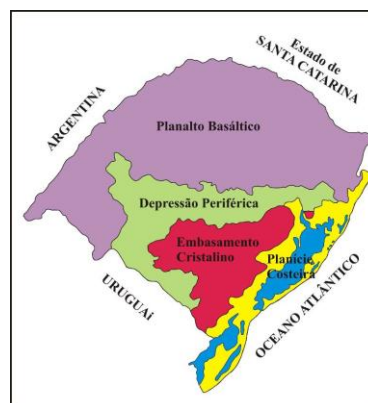 Estado de
SANTA CATARINA
ARGENTINA
Planalto Basáltico
Depressão Periférica
Embasamento
Cristalino
Planície
Costeira
URUGUAI
OCEANO ATLÂNTICO